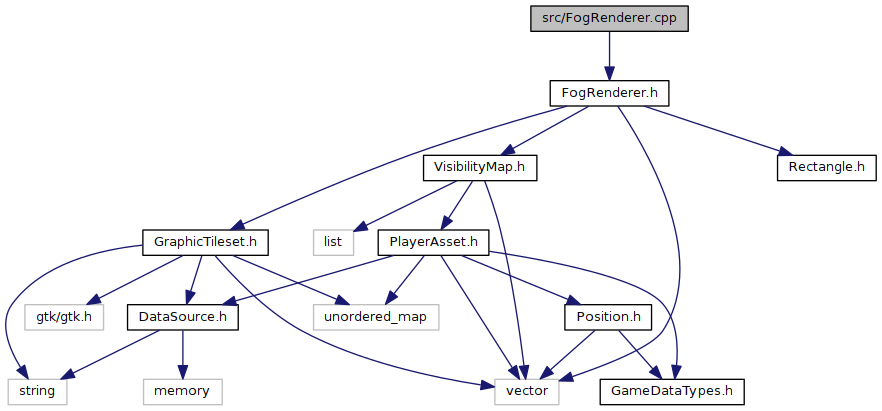 src/FogRenderer.cpp
FogRenderer.h
VisibilityMap.h
Rectangle.h
GraphicTileset.h
list
PlayerAsset.h
gtk/gtk.h
DataSource.h
unordered_map
Position.h
string
memory
vector
GameDataTypes.h